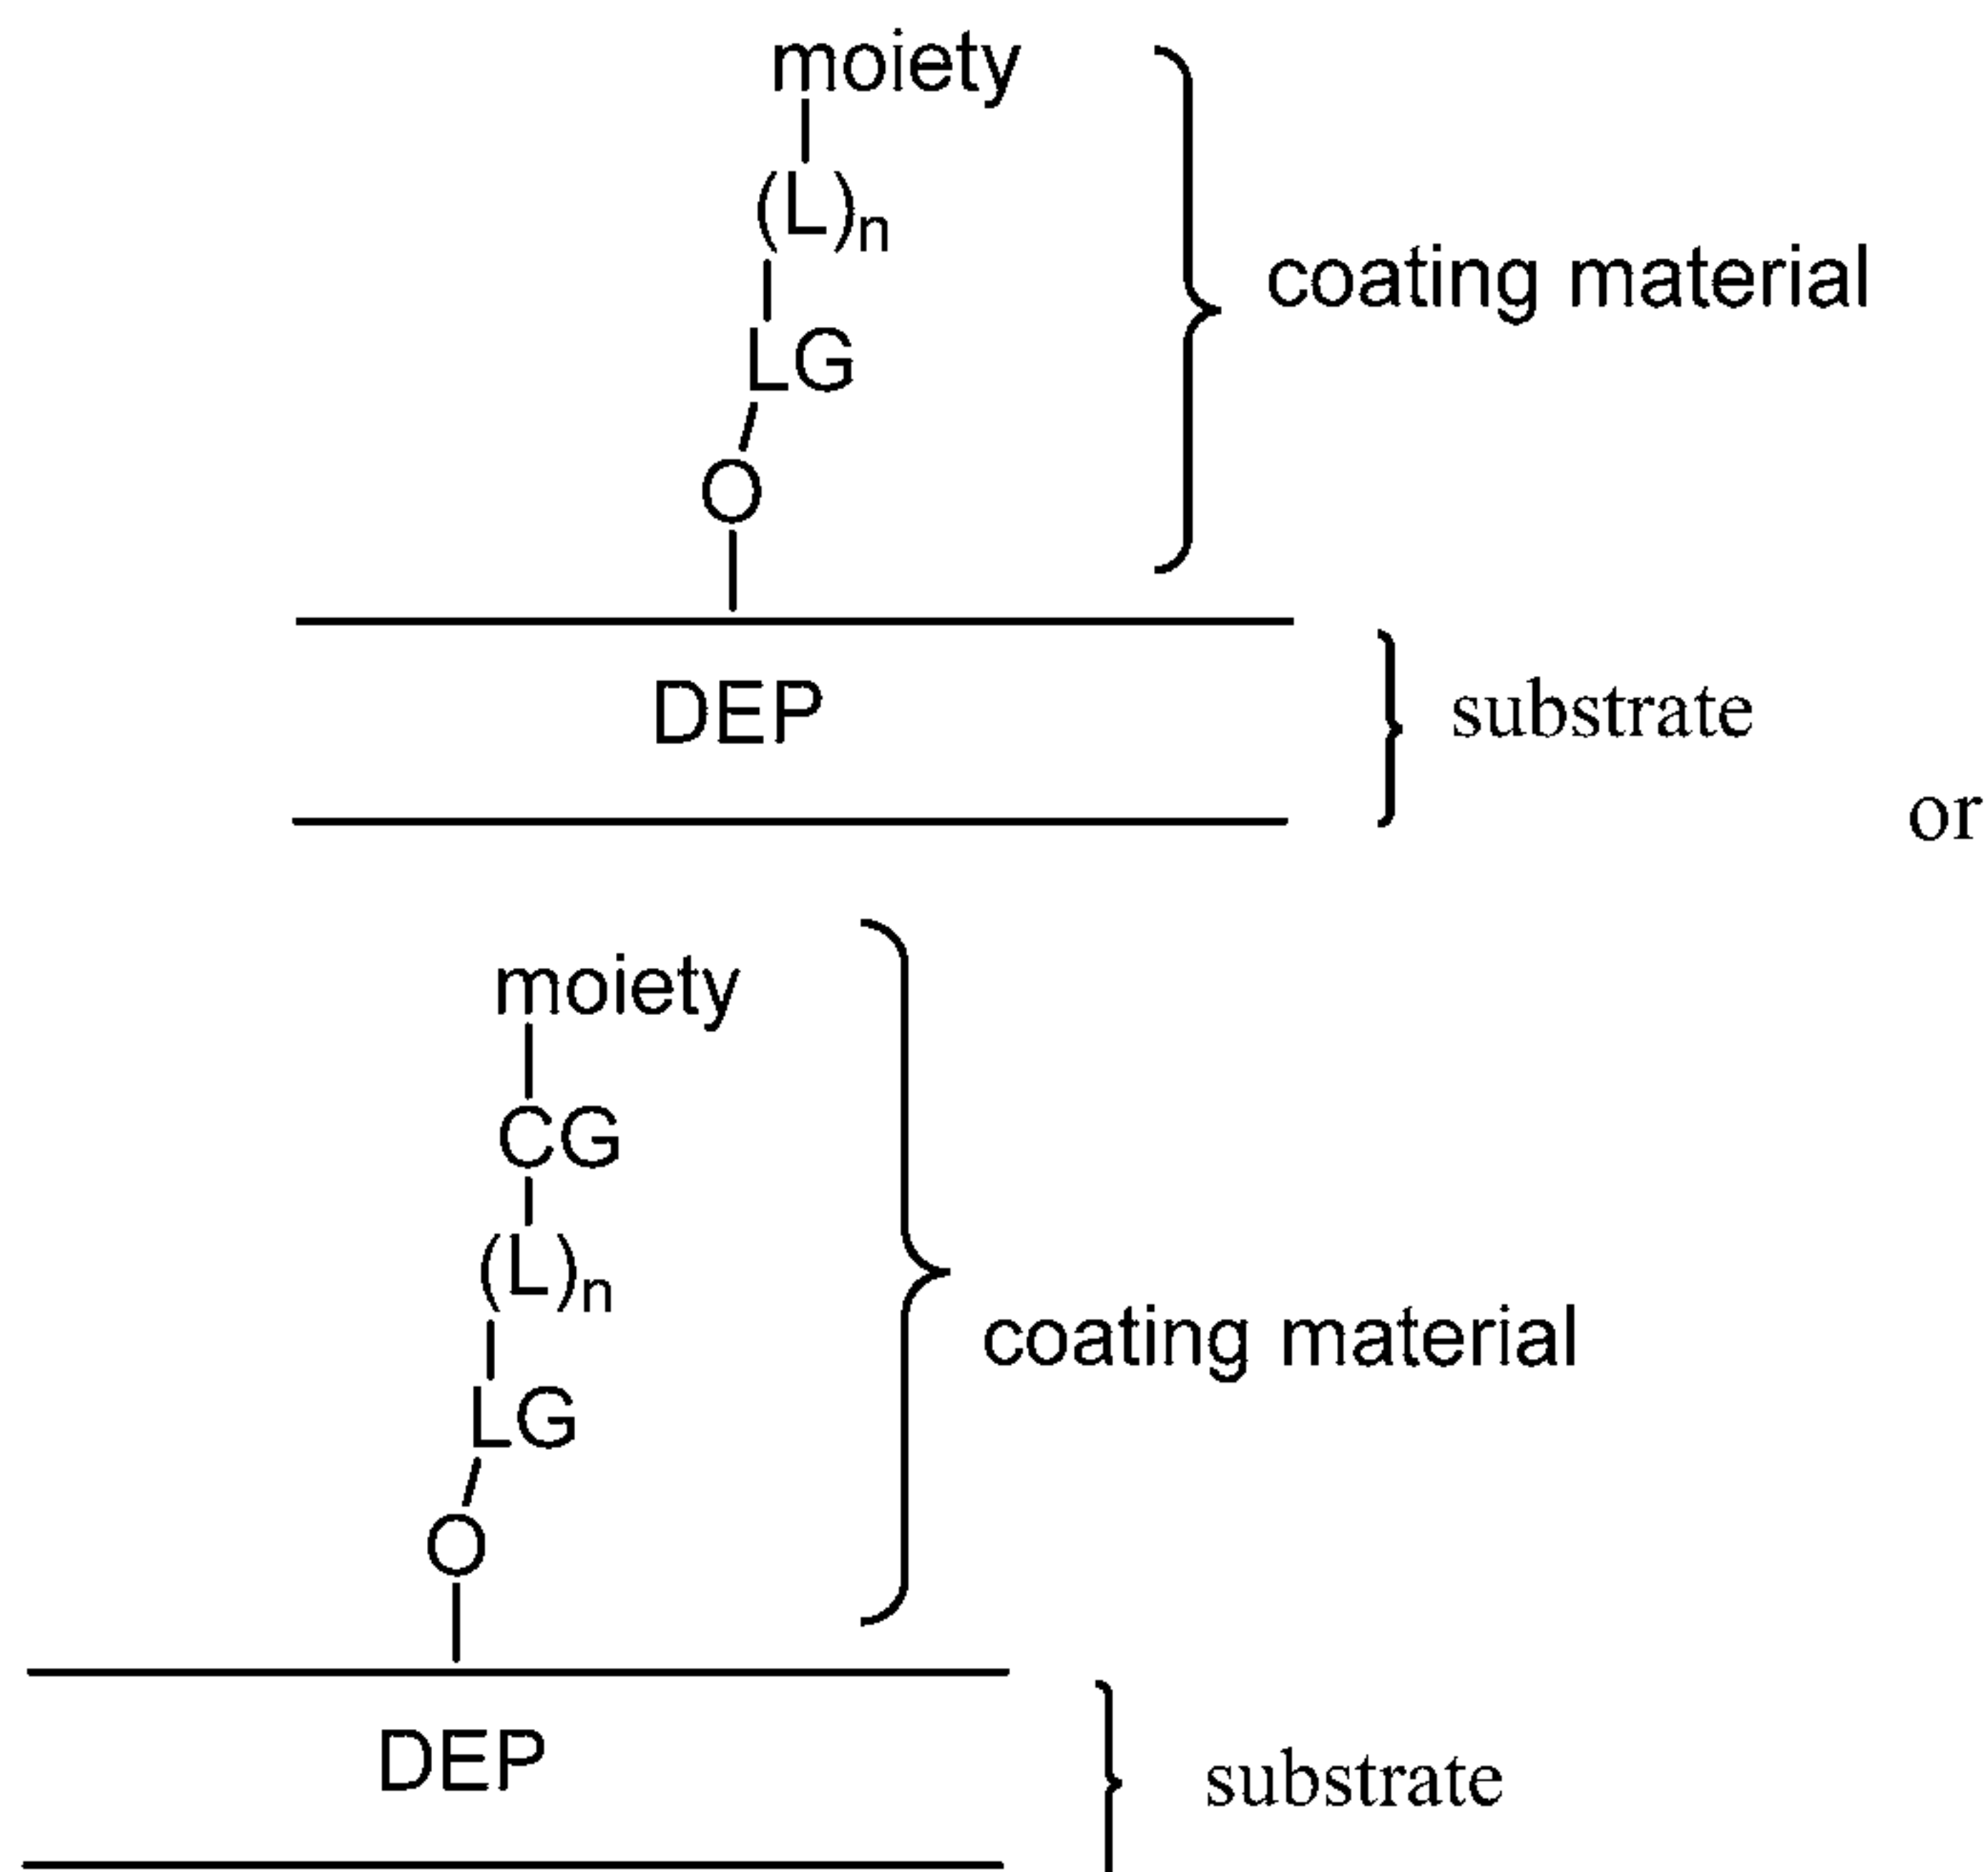 moiety
(L)n
coating material
LG
O
DEP
substrate
or
moiety
CG
(L)n
coating material
LG
O
DEP
substrate